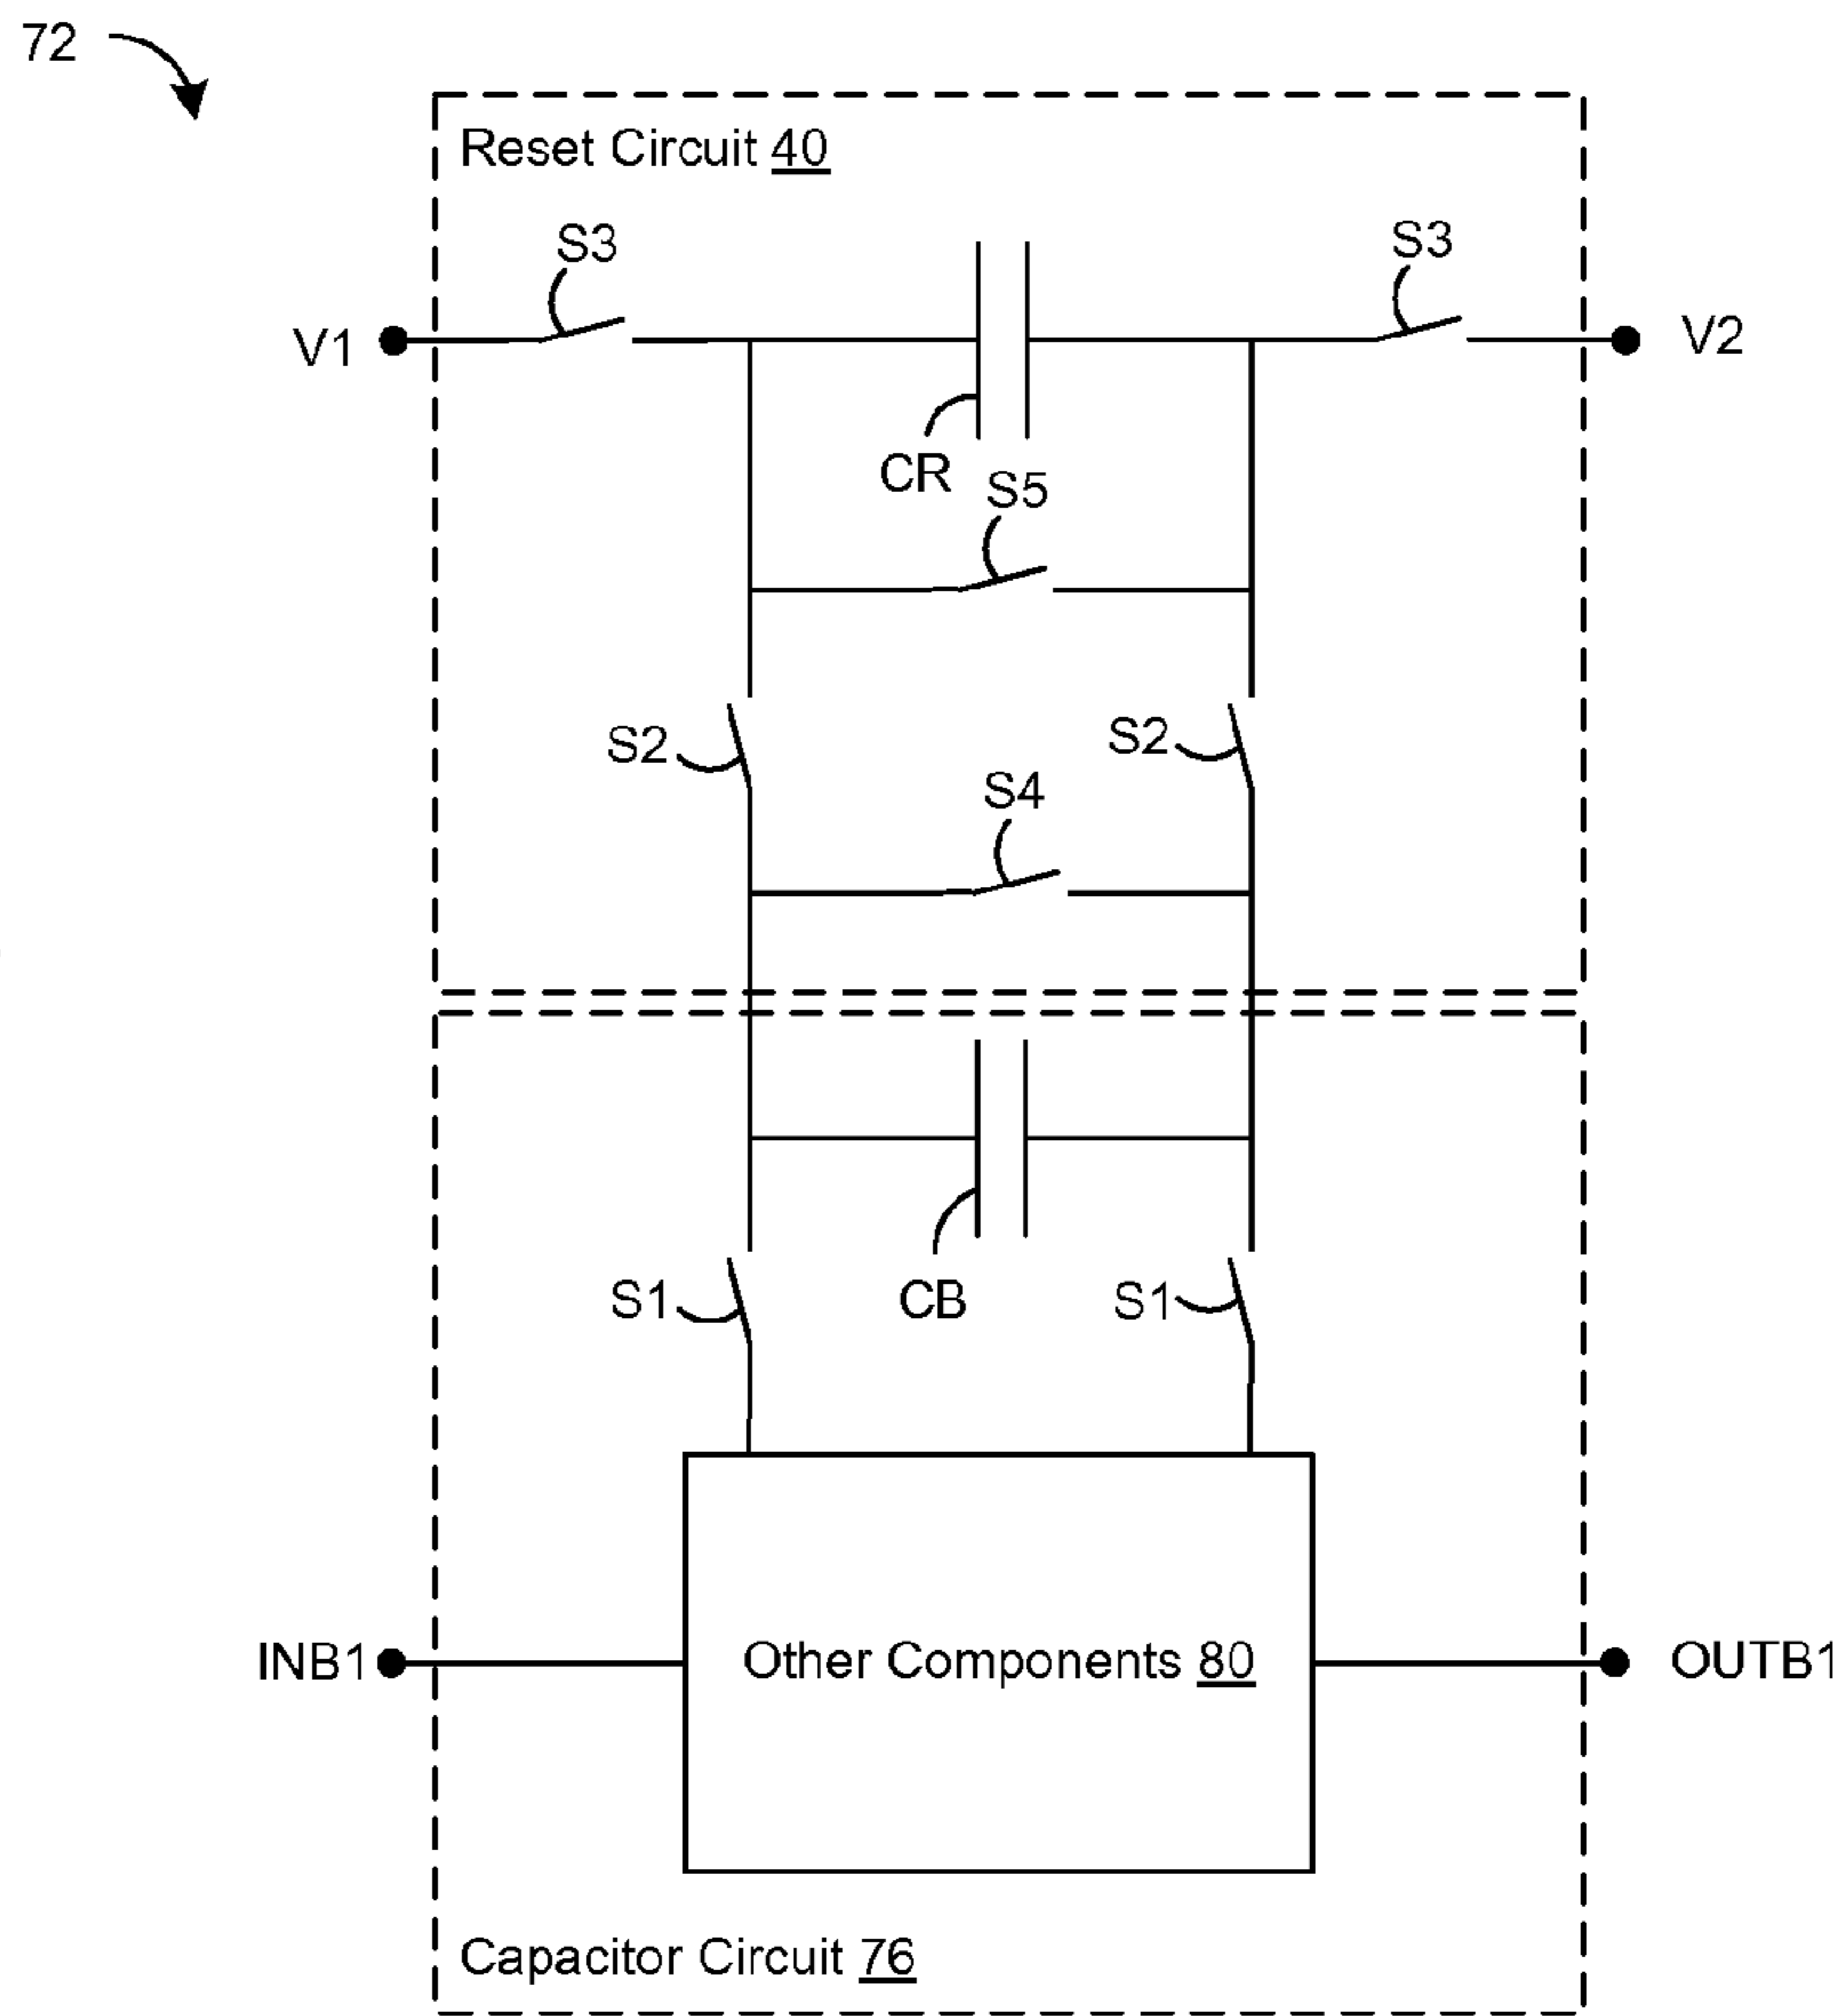 72
Reset Circuit 40
S3
S3
V1
V2
CR
S5
S2
S2
S4
S1
CB
S1
INB1
Other Components 80
OUTB1
Capacitor Circuit 76